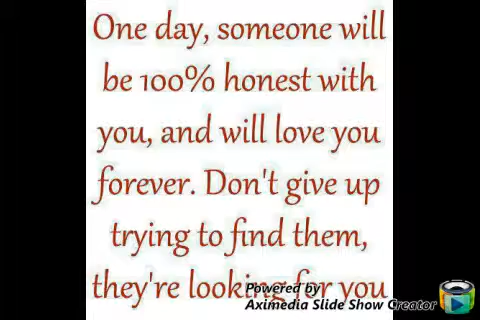 One day, someone will
be 100% honest with
you, and will love you
forever. Don't give up
trying to find them,
they're looking for you
Powered by
Aximedia Slide Show Creator